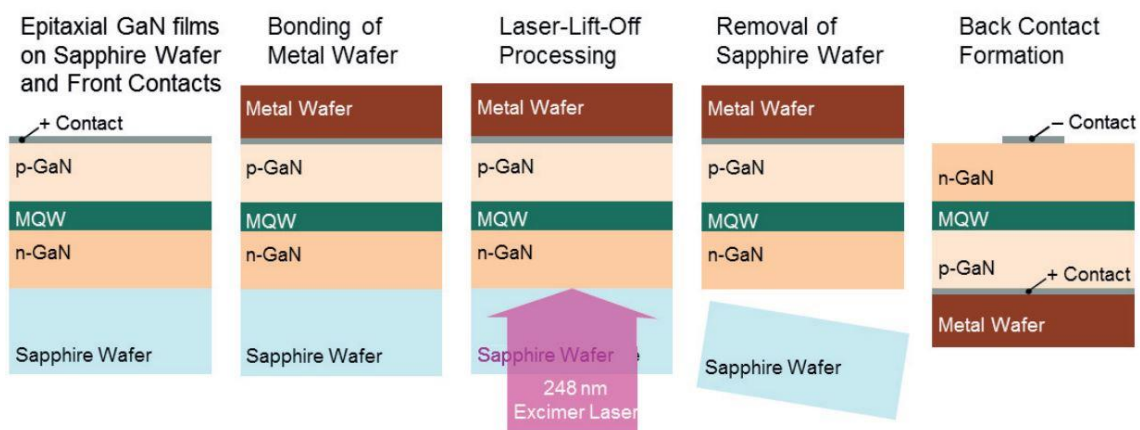 Epitaxial GaN films
on Sapphire Wafer
and Front Contacts
+ Contact
p-GaN
MQW
n-GaN
Sapphire Wafer
Bonding of
Metal Wafer
Metal Wafer
p-GaN
MQW
n-GaN
Sapphire Wafer
Laser-Lift-Off
Processing
Metal Wafer
p-GaN
MQW
n-GaN
Sapphire Wafer
248 nm
Excimer Laser
Removal of
Sapphire Wafer
Metal Wafer
p-GaN
MQW
n-GaN
Sapphire Wafer
Back Contact
Formation
– Contact
n-GaN
MQW
p-GaN
+ Contact
Metal Wafer